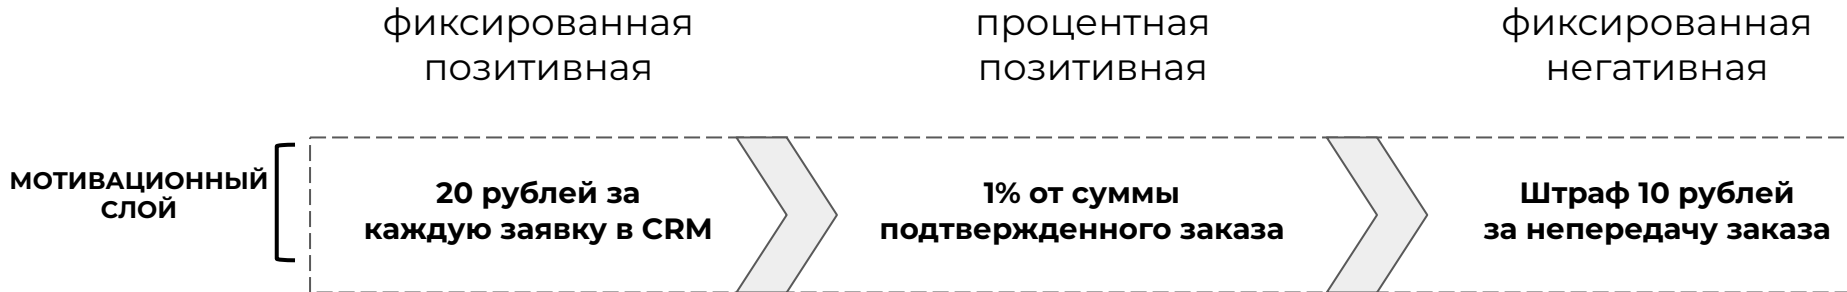 фиксированная
позитивная
процентная
позитивная
фиксированная
негативная
МОТИВАЦИОННЫЙ
СЛОЙ
20 рублей за
каждую заявку в CRM
1% от суммы
подтвержденного заказа
Штраф 10 рублей
за непередачу заказа